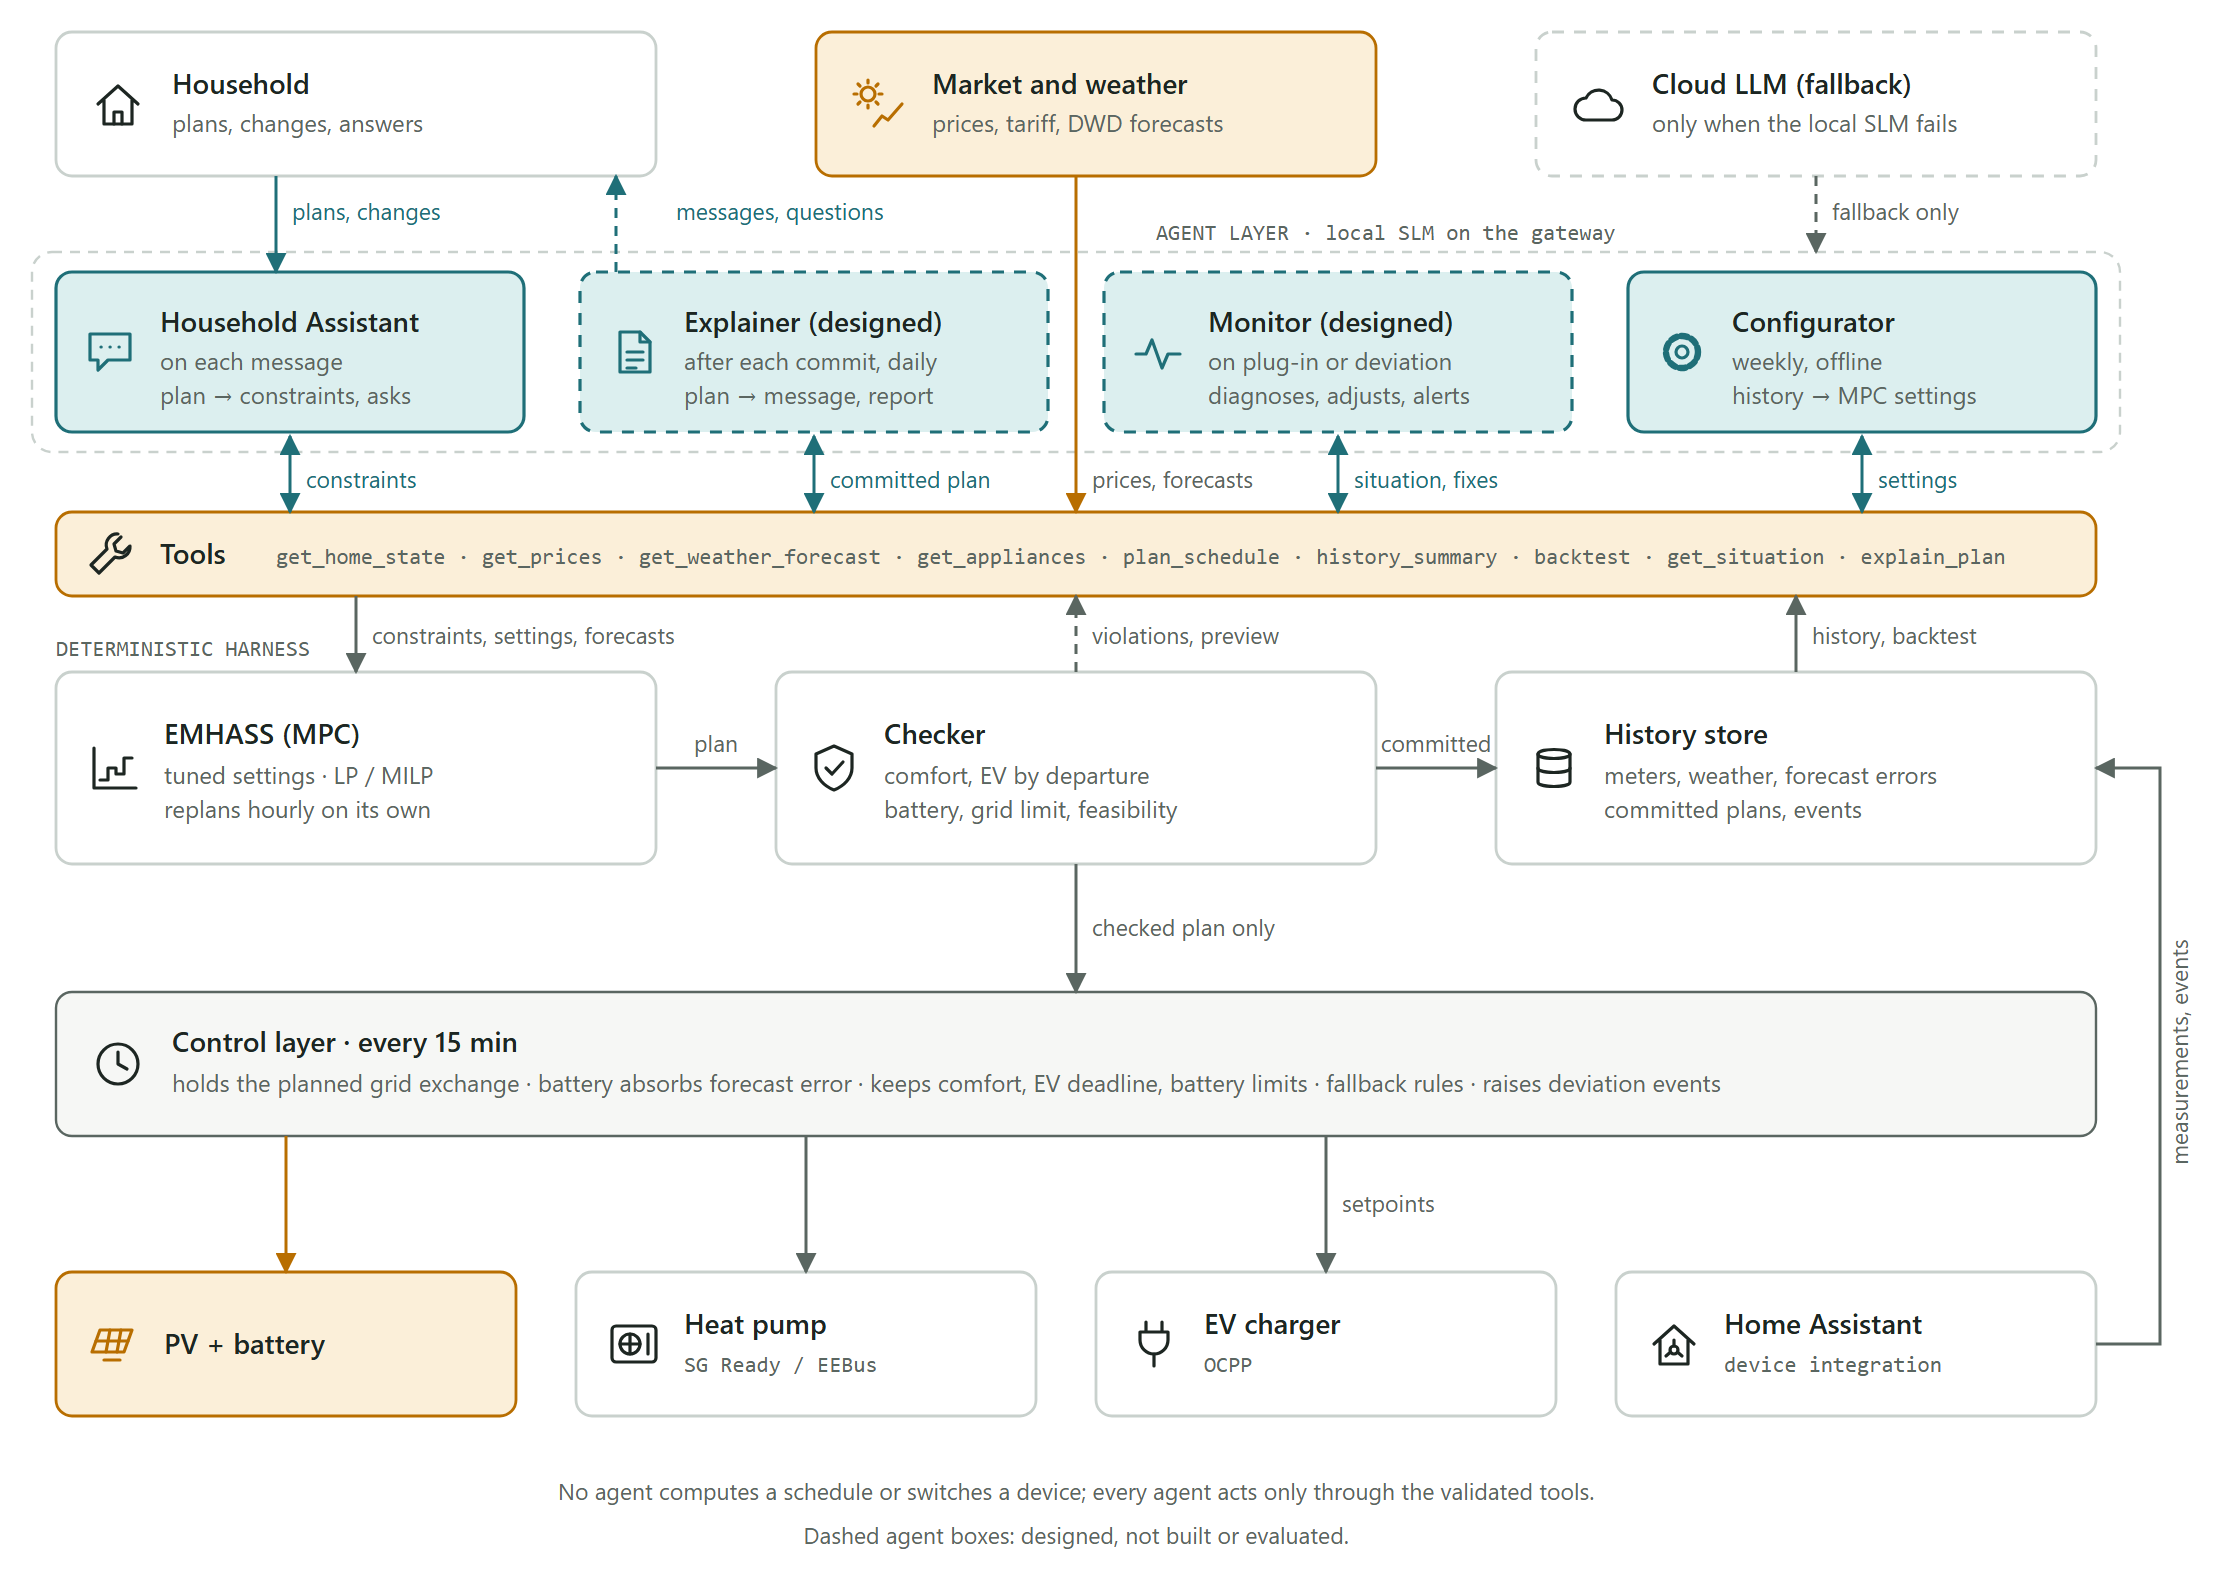 Household
plans, changes, answers
Market and weather
prices, tariff, DWD forecasts
Cloud LLM (fallback)
only when the local SLM fails
plans, changes
messages, questions
fallback only
AGENT LAYER · local SLM on the gateway
Household Assistant
on each message
plan → constraints, asks
Explainer (designed)
after each commit, daily
plan → message, report
Monitor (designed)
on plug-in or deviation
diagnoses, adjusts, alerts
Configurator
weekly, offline
history → MPC settings
constraints
committed plan
prices, forecasts
situation, fixes
settings
Tools
get_home_state · get_prices · get_weather_forecast · get_appliances · plan_schedule · history_summary · backtest · get_situation · explain_plan
DETERMINISTIC HARNESS
constraints, settings, forecasts
violations, preview
history, backtest
EMHASS (MPC)
tuned settings · LP / MILP
replans hourly on its own
plan
Checker
comfort, EV by departure
battery, grid limit, feasibility
committed
History store
meters, weather, forecast errors
committed plans, events
checked plan only
measurements, events
Control layer · every 15 min
holds the planned grid exchange · battery absorbs forecast error · keeps comfort, EV deadline, battery limits · fallback rules · raises deviation events
setpoints
PV + battery
Heat pump
SG Ready / EEBus
EV charger
OCPP
Home Assistant
device integration
No agent computes a schedule or switches a device; every agent acts only through the validated tools.
Dashed agent boxes: designed, not built or evaluated.